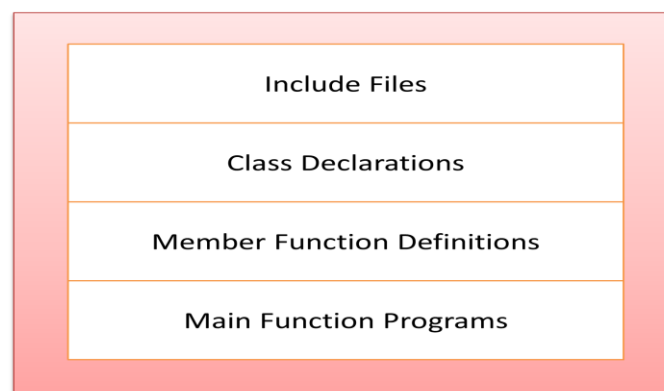 Include Files
Class Declarations
Member Function Definitions
Main Function Programs